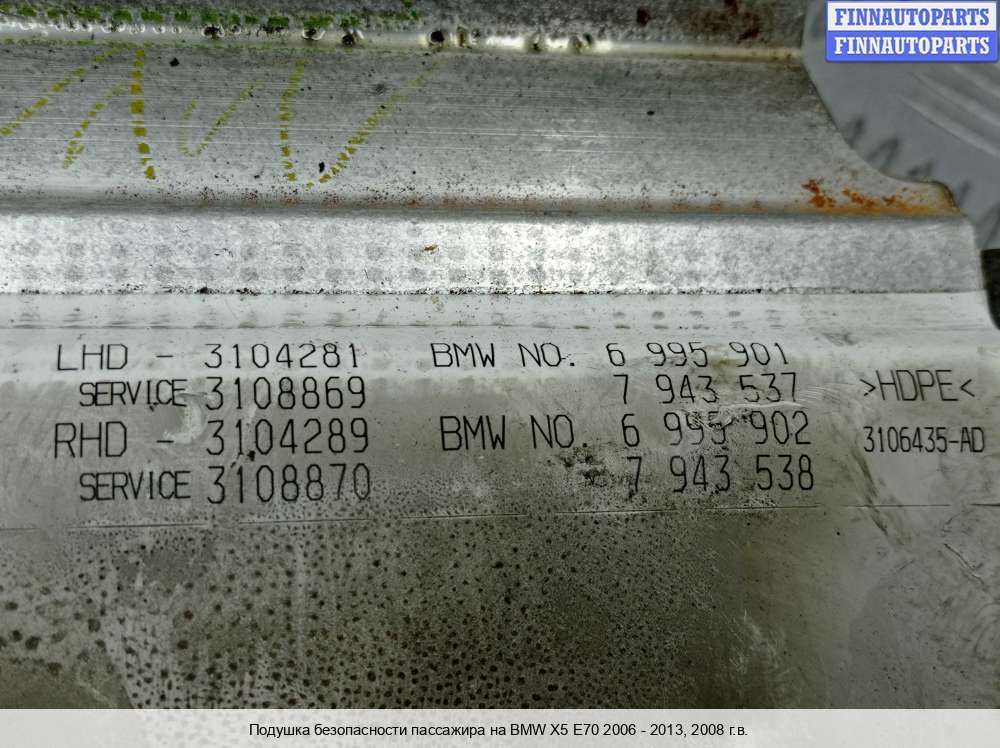 FINNAUTOPARTS
FINNAUTOPARTS
LHD - 3104281 BMW NO. 6 995 901
SERVICE 3108869 7 943 537
RHD - 3104289 BMW NO. 6 995 902
SERVICE 3108870 7 943 538
>HDPE<
3106435-AD
Подушка безопасности пассажира на BMW X5 E70 2006 - 2013, 2008 г.в.